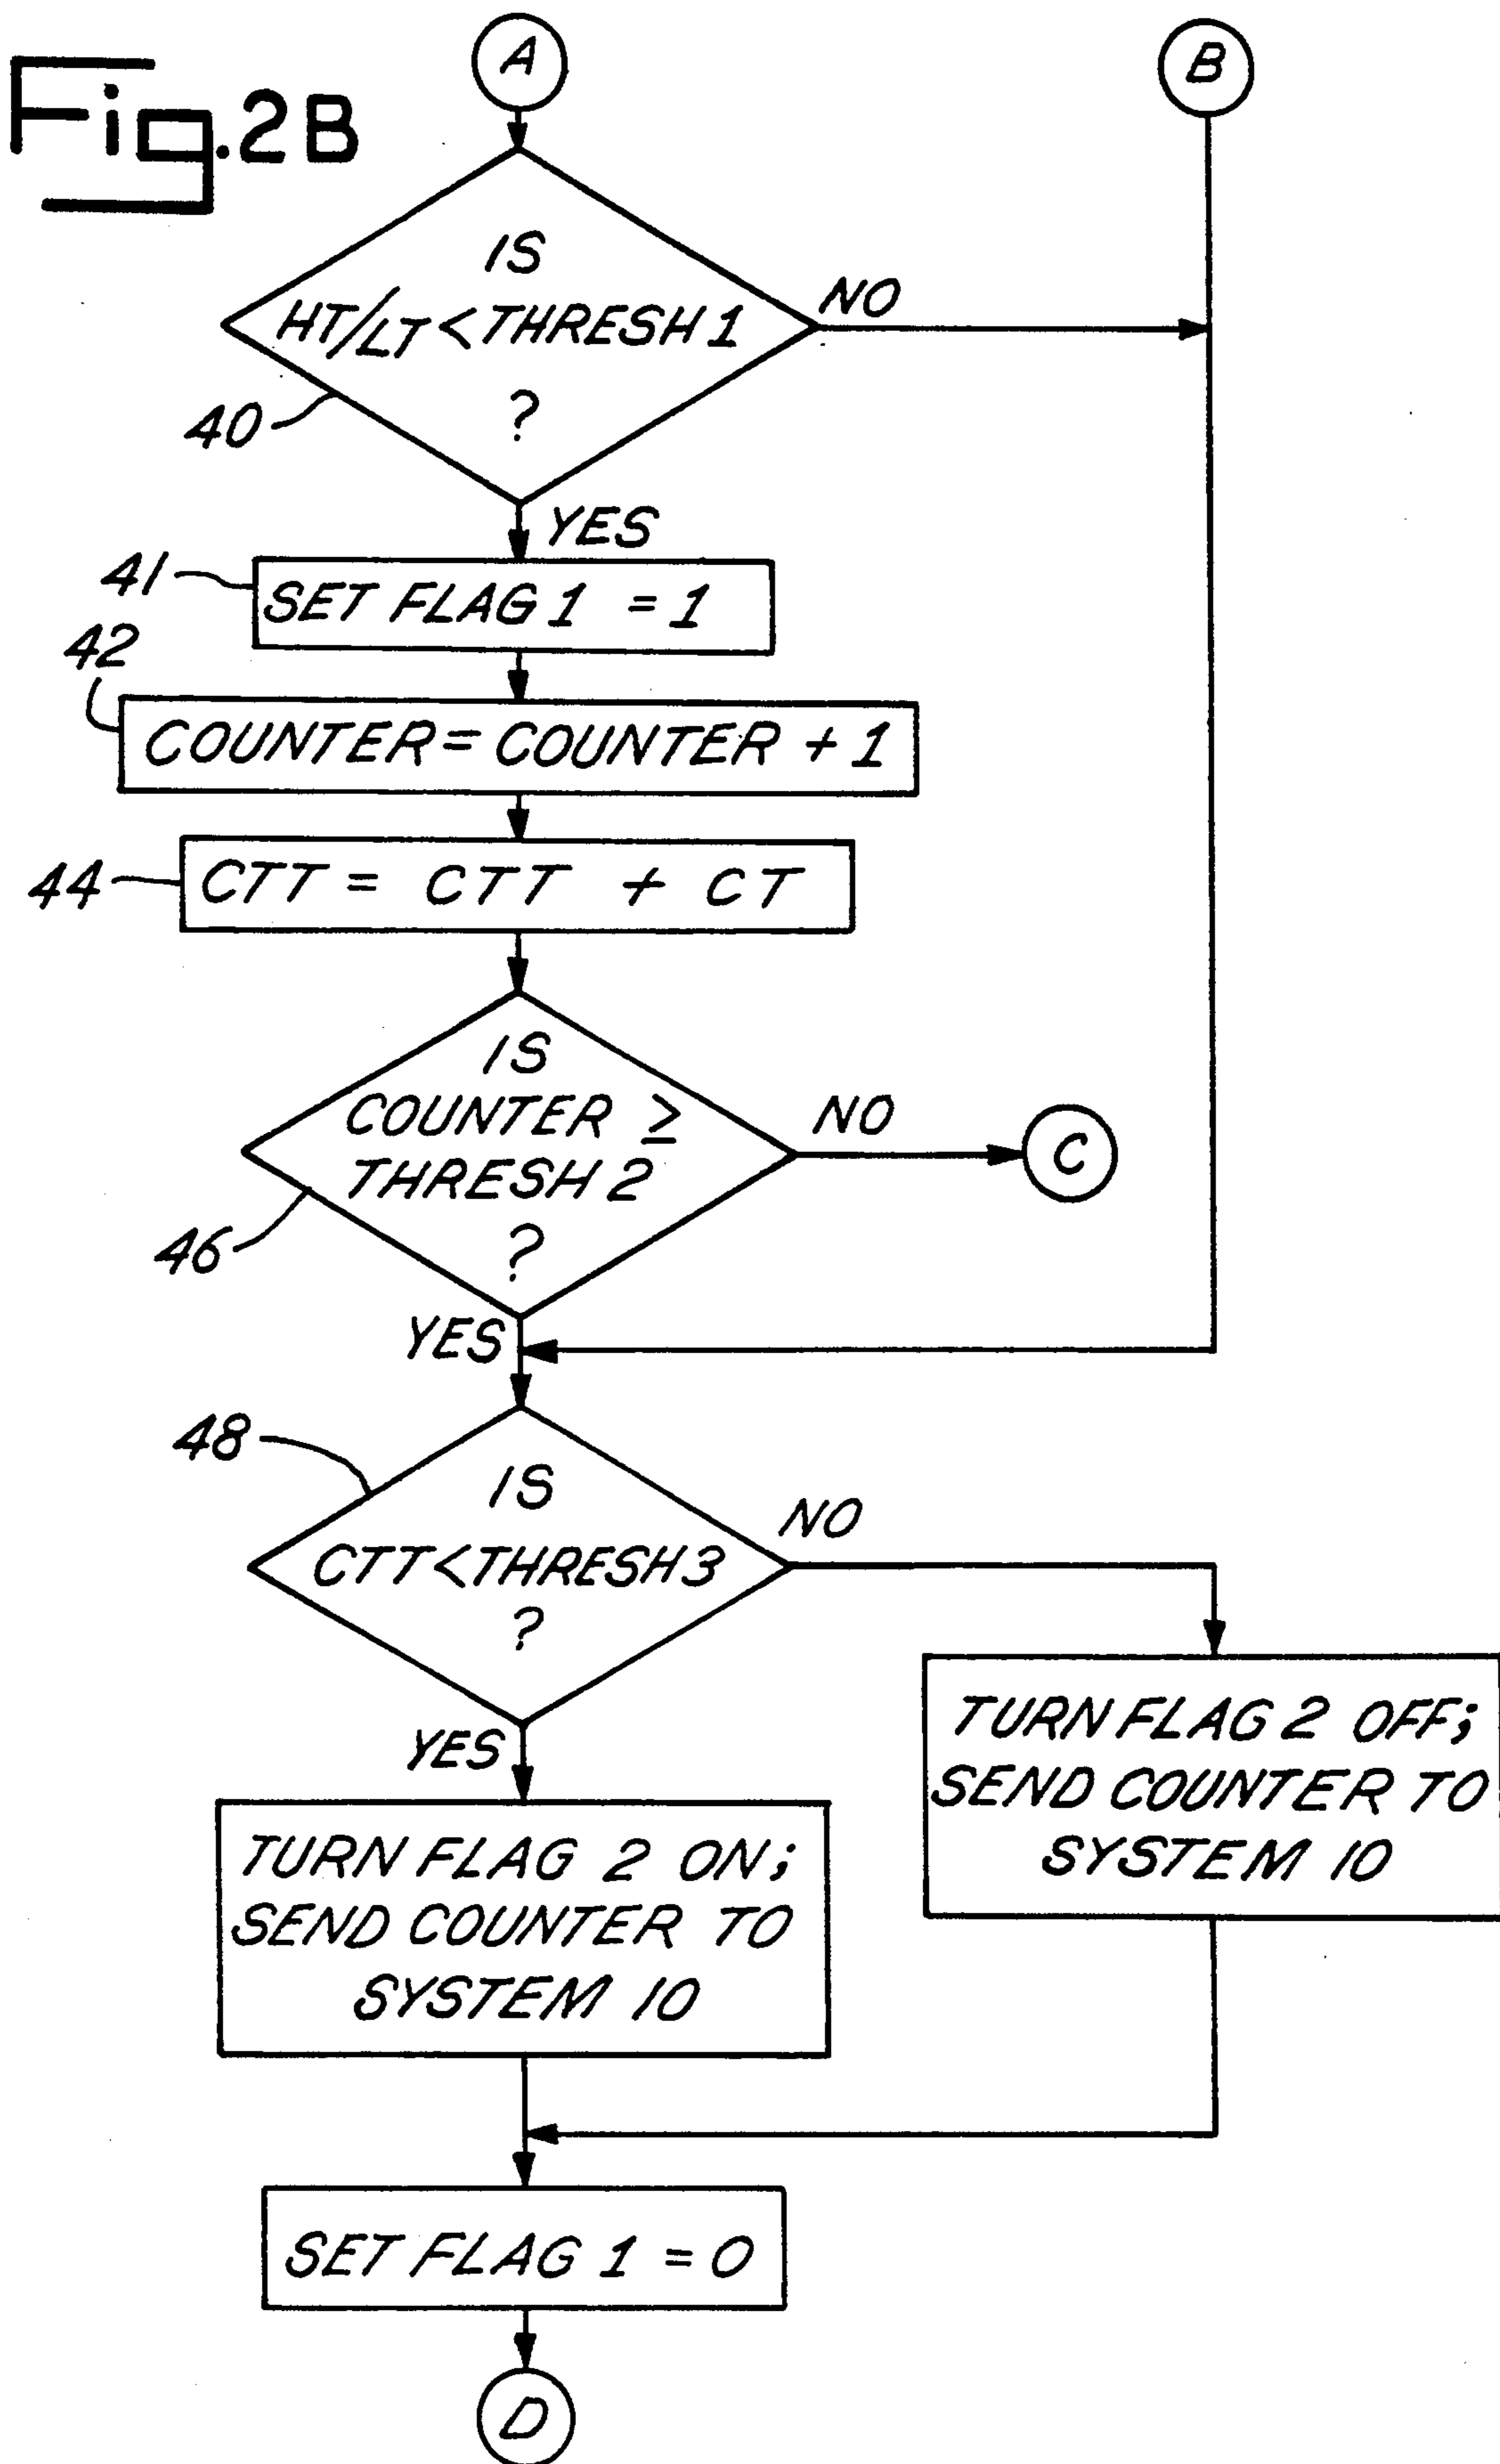 Fig. 2B
A
B
IS
HT/LT < THRESH 1
?
NO
40
YES
41
SET FLAG 1 = 1
42
COUNTER = COUNTER + 1
44
CTT = CTT + CT
IS
COUNTER ≥
THRESH 2
?
NO
C
46
YES
48
IS
CTT < THRESH 3
?
NO
YES
TURN FLAG 2 OFF;
SEND COUNTER TO
SYSTEM 10
TURN FLAG 2 ON;
SEND COUNTER TO
SYSTEM 10
SET FLAG 1 = 0
D